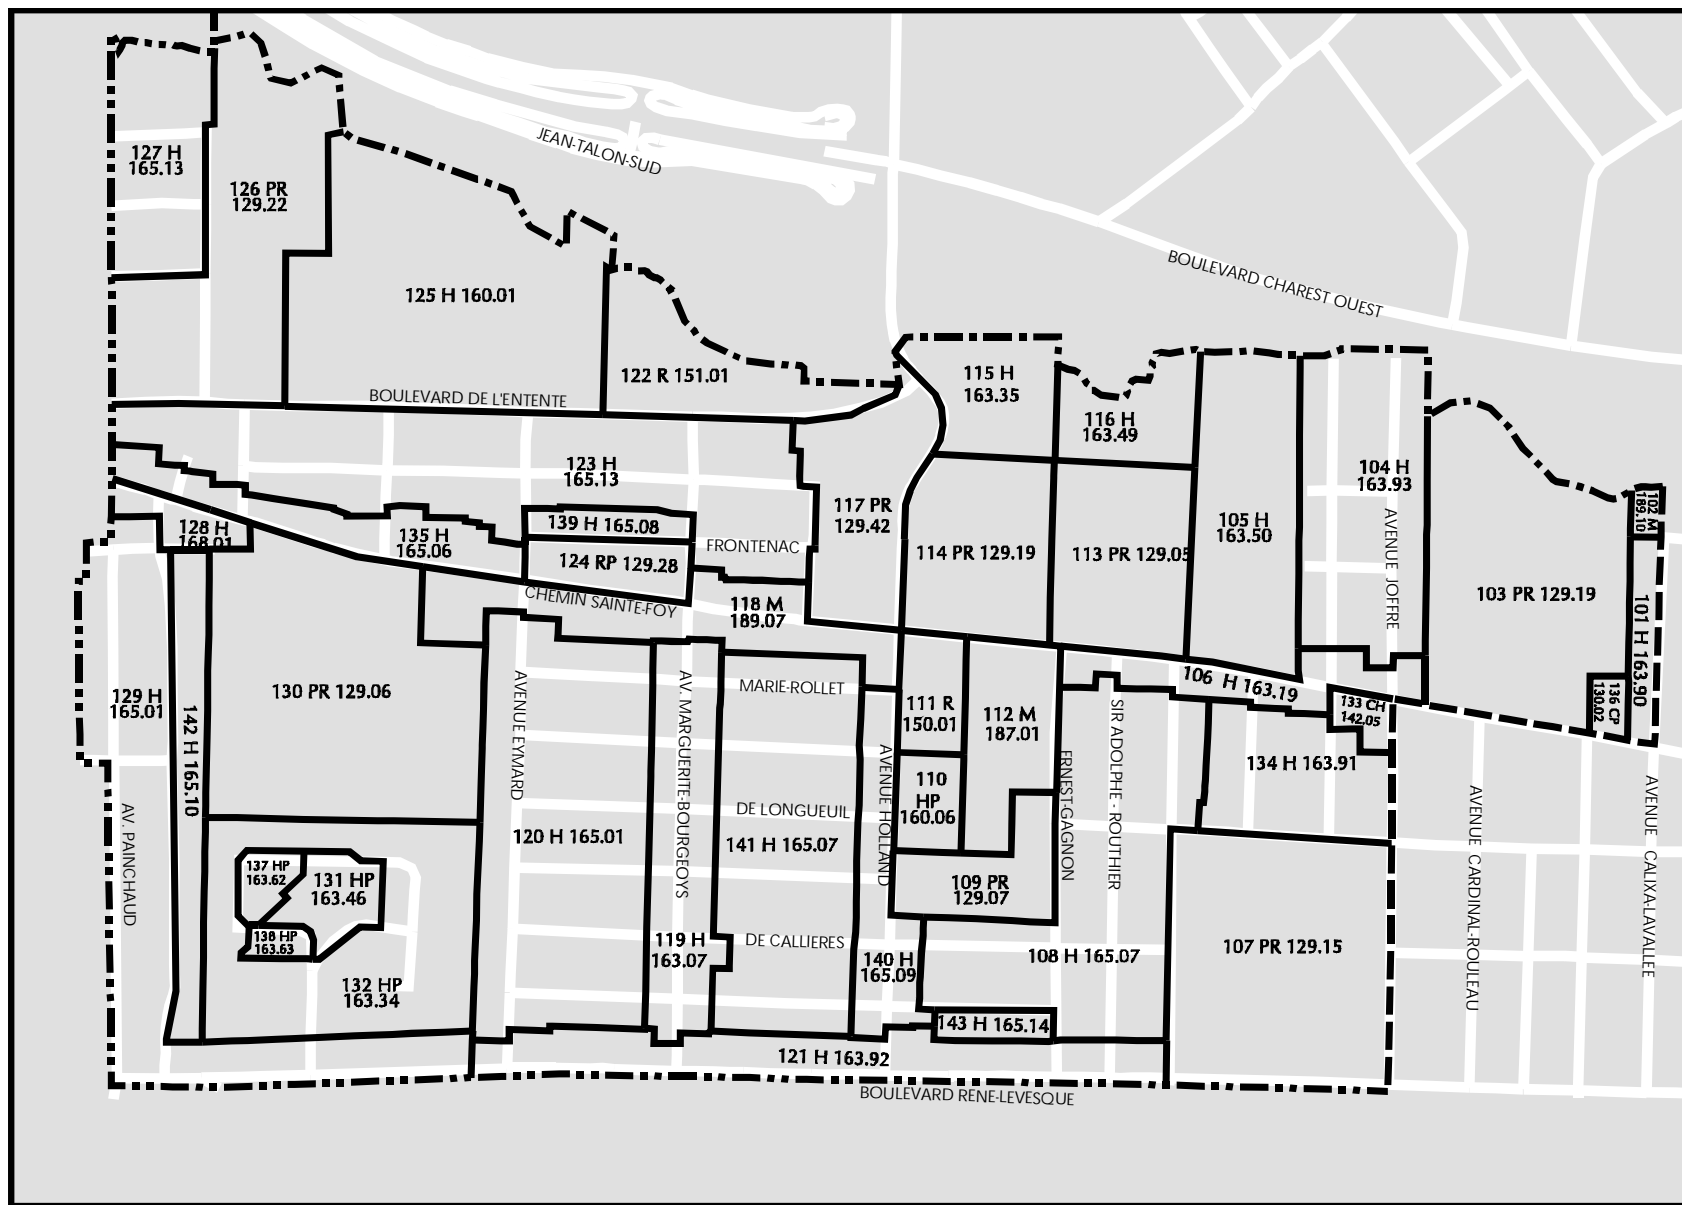 JEAN-TALON-SUD
127 H
165.13
126 PR
129.22
BOULEVARD CHAREST OUEST
125 H 160.01
122 R 151.01
115 H
163.35
BOULEVARD DE L'ENTENTE
116 H
163.49
123 H
165.13
104 H
163.93
102 M
189.10
117 PR
129.42
105 H
163.50
128 H
168.01
139 H 165.08
135 H
165.06
FRONTENAC
114 PR 129.19
113 PR 129.05
AVENUE JOFFRE
124 RP 129.28
103 PR 129.19
CHEMIN SAINTE-FOY
118 M
189.07
101 H 163.90
106 H 163.19
129 H
165.01
130 PR 129.06
MARIE-ROLLET
111 R
150.01
112 M
187.01
133 CH
142.05
136 CP
130.02
142 H 165.10
AVENUE EYMARD
AV. MARGUERITE-BOURGEOYS
AVENUE HOLLAND
ERNEST-GAGNON
SIR ADOLPHE - ROUTHIER
134 H 163.91
110
HP
160.06
AV. PAINCHAUD
DE LONGUEUIL
120 H 165.01
141 H 165.07
AVENUE CARDINAL-ROULEAU
AVENUE CALIXA-LAVALLEE
137 HP
163.62
131 HP
163.46
109 PR
129.07
138 HP
163.63
119 H
163.07
DE CALLIERES
140 H
165.09
108 H 165.07
107 PR 129.15
132 HP
163.34
143 H 165.14
121 H 163.92
BOULEVARD RENE-LEVESQUE